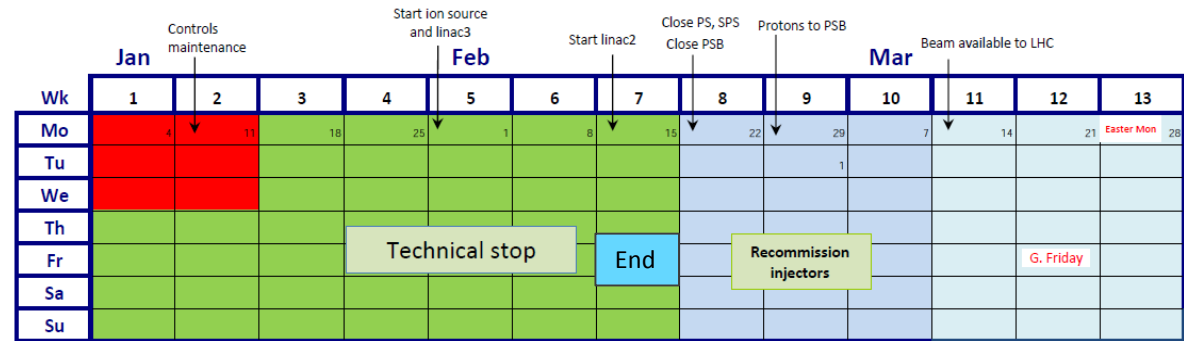 Start ion source
and linac3
Controls
maintenance
Start linac2
Close PS, SPS
Close PSB
Protons to PSB
Beam available to LHC
Jan Feb Mar
Wk 1 2 3 4 5 6 7 8 9 10 11 12 13
Mo 4 11 18 25 1 8 15 22 29 7 14 21 Easter Mon 28
Tu 1
We
Th
Technical stop
Fr End Recommission
injectors
G. Friday
Sa
Su